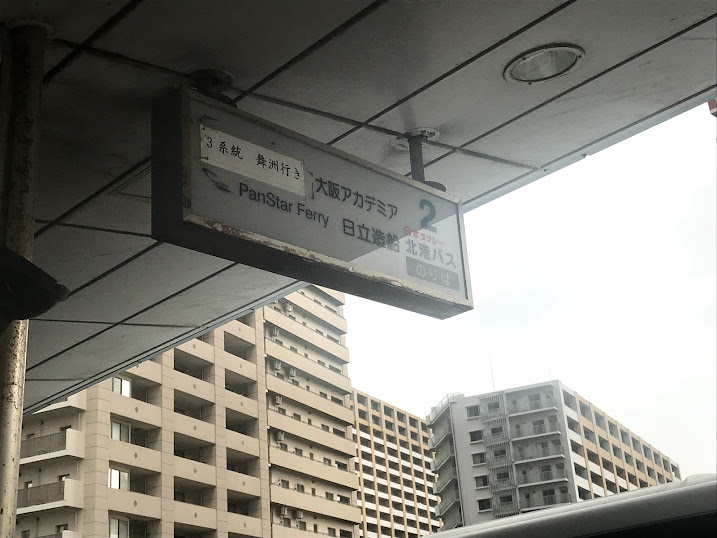 3系統 舞洲行き
大阪アカデミア
PanStar Ferry 日立造船
2
北港バス
のりば